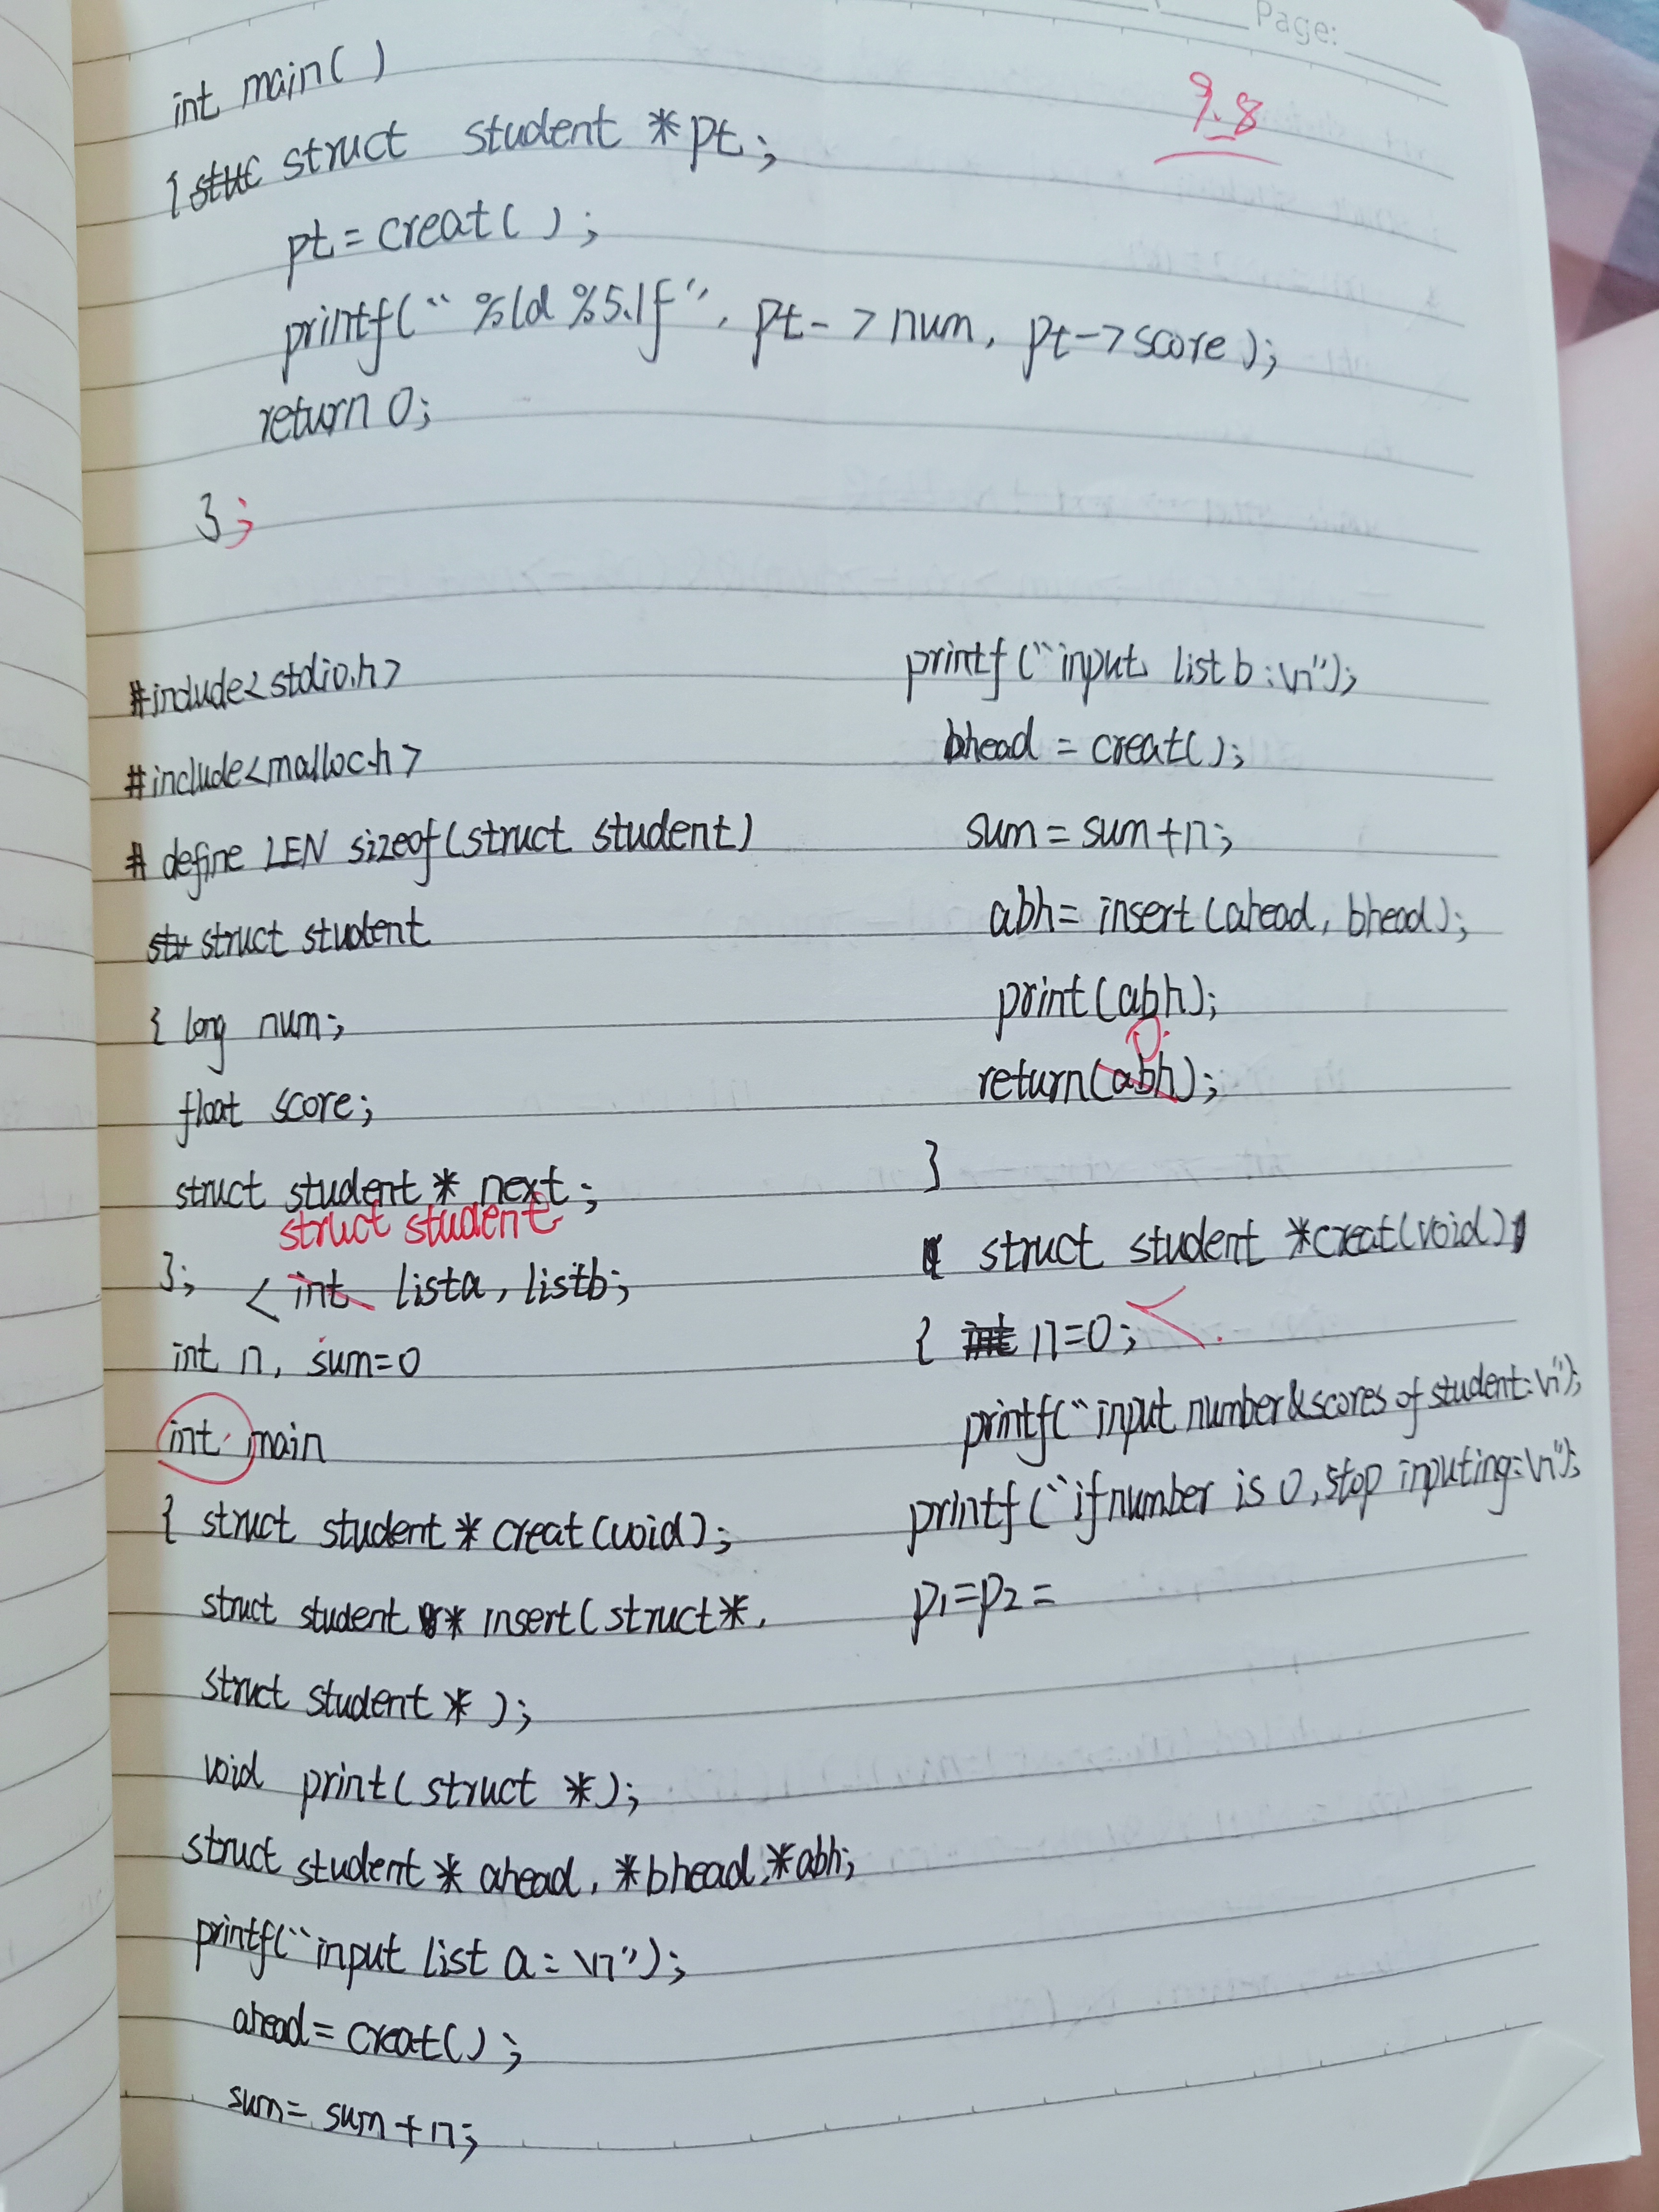 Page:
9.8
int main()
{ stuc struct student *pt;
pt=creat();
printf("%ld %5.1f", pt->num, pt->score);
return 0;
};
#include<stdio.h>
#include<malloc.h>
# define LEN sizeof(struct student)
stu struct student
{ long num;
float score;
struct student * next;
struct student
}; < int lista, listb;
int n, sum=0
int main
{ struct student * creat(void);
struct student * insert(struct*,
struct student * );
void print(struct *);
struct student * ahead, *bhead,*abh;
printf("input list a: \n");
ahead=creat();
sum= sum+n;
printf("input list b:\n");
bhead = creat();
sum=sum+n;
abh= insert(ahead, bhead);
print(abh);
0
return(abh);
}
struct student *creat(void)
{ int n=0;
printf("input number&scores of student:\n");
printf("if number is 0,stop inputing:\n");
p1=p2=